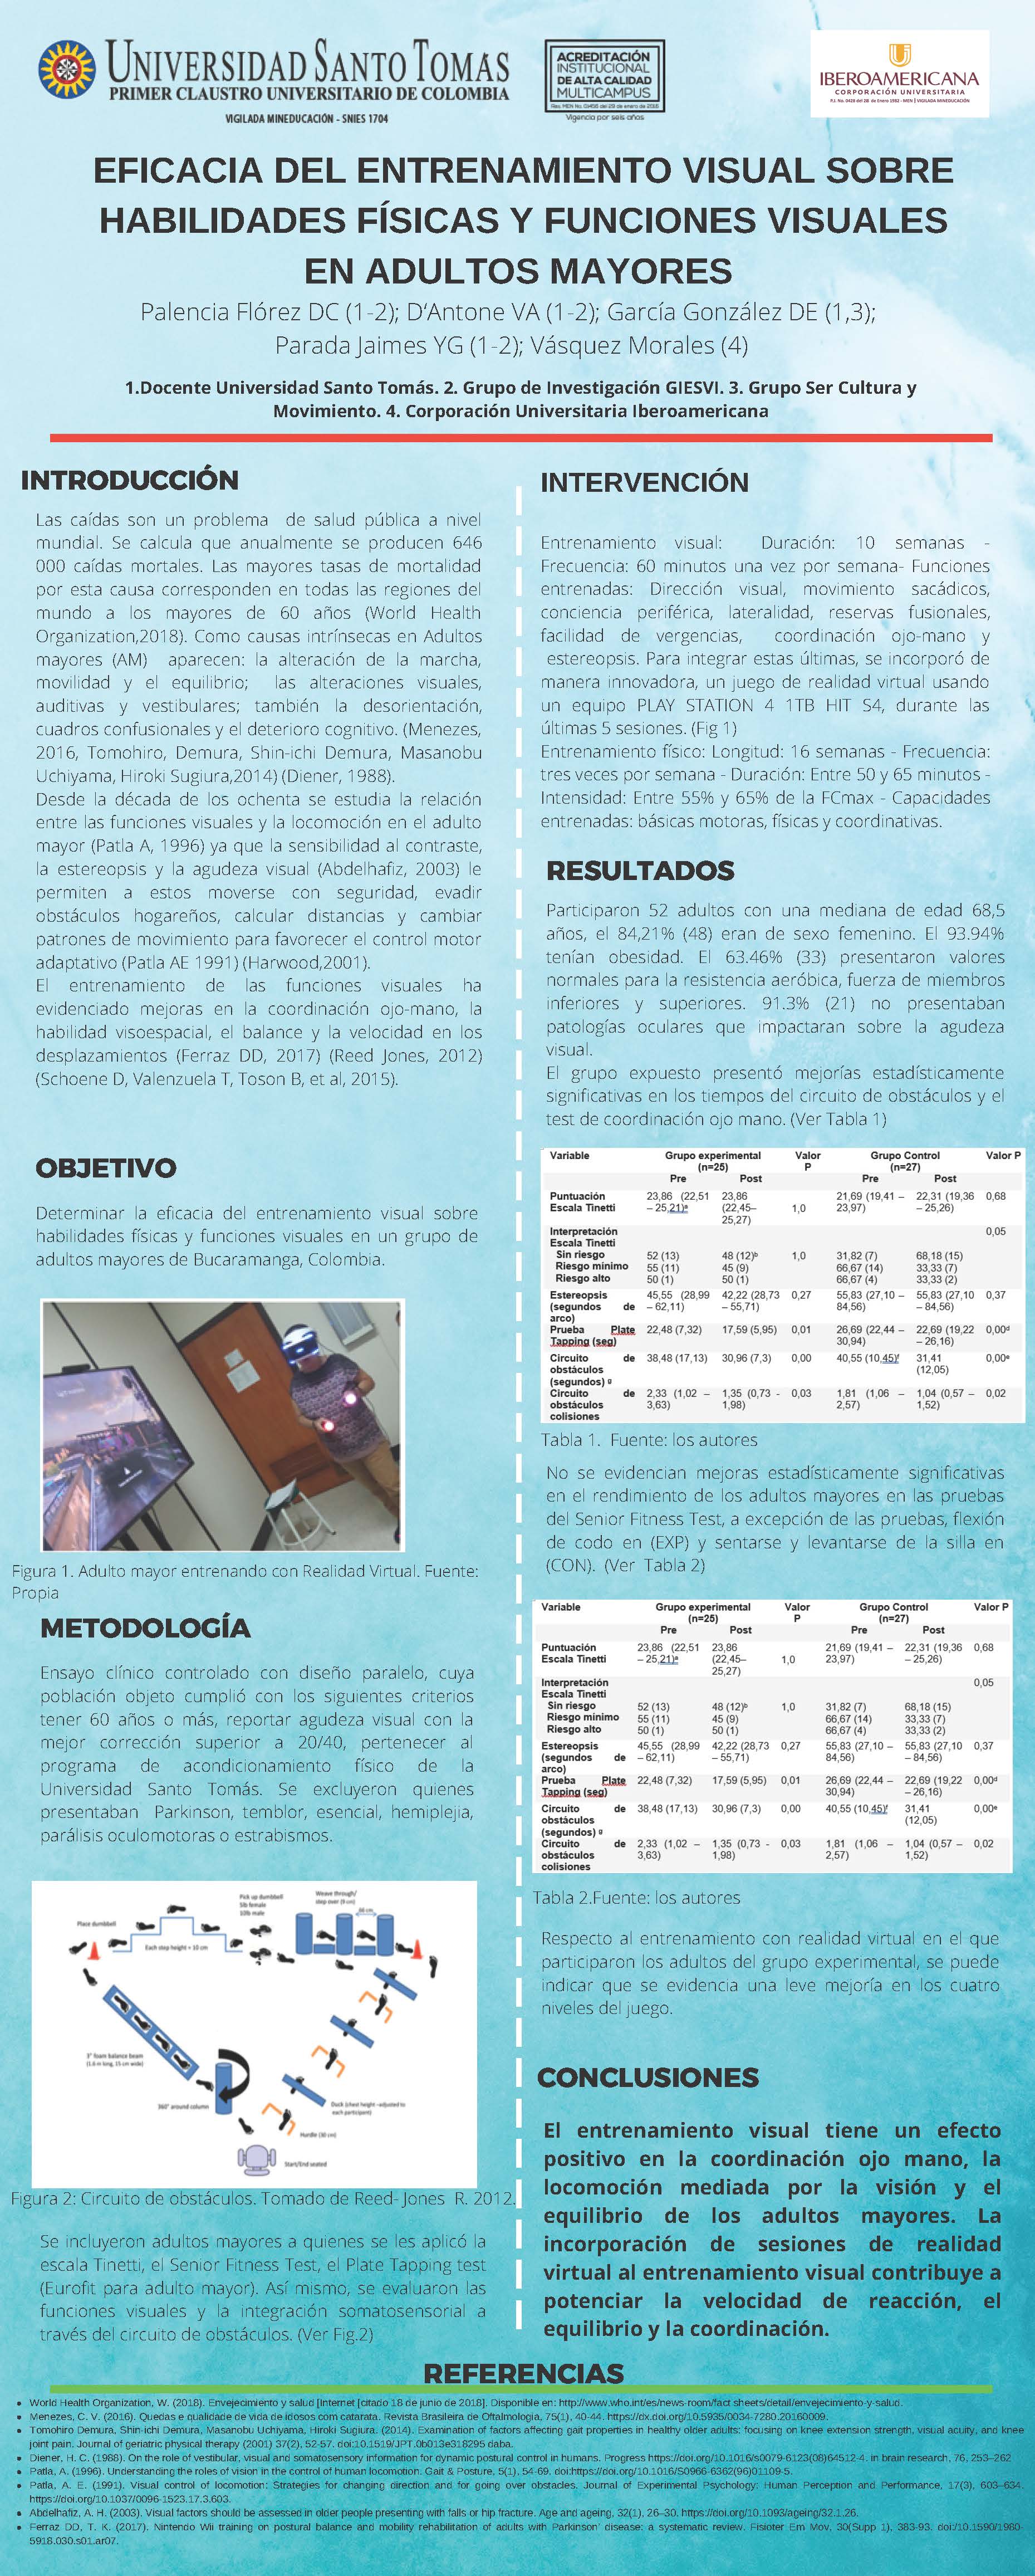 UNIVERSIDAD SANTO TOMAS
PRIMER CLAUSTRO UNIVERSITARIO DE COLOMBIA
VIGILADA MINEDUCACIÓN - SNIES 1704
ACREDITACIÓN
INSTITUCIONAL
DE ALTA CALIDAD
MULTICAMPUS
Vigencia por seis años
IBEROAMERICANA
CORPORACIÓN UNIVERSITARIA
EFICACIA DEL ENTRENAMIENTO VISUAL SOBRE
HABILIDADES FÍSICAS Y FUNCIONES VISUALES
EN ADULTOS MAYORES
Palencia Flórez DC (1-2); D‘Antone VA (1-2); García González DE (1,3);
Parada Jaimes YG (1-2); Vásquez Morales (4)
1.Docente Universidad Santo Tomás. 2. Grupo de Investigación GIESVI. 3. Grupo Ser Cultura y
Movimiento. 4. Corporación Universitaria Iberoamericana
INTRODUCCIÓN
Las caídas son un problema de salud pública a nivel
mundial. Se calcula que anualmente se producen 646
000 caídas mortales. Las mayores tasas de mortalidad
por esta causa corresponden en todas las regiones del
mundo a los mayores de 60 años (World Health
Organization,2018). Como causas intrínsecas en Adultos
mayores (AM) aparecen: la alteración de la marcha,
movilidad y el equilibrio; las alteraciones visuales,
auditivas y vestibulares; también la desorientación,
cuadros confusionales y el deterioro cognitivo. (Menezes,
2016, Tomohiro, Demura, Shin-ichi Demura, Masanobu
Uchiyama, Hiroki Sugiura,2014) (Diener, 1988).
Desde la década de los ochenta se estudia la relación
entre las funciones visuales y la locomoción en el adulto
mayor (Patla A, 1996) ya que la sensibilidad al contraste,
la estereopsis y la agudeza visual (Abdelhafiz, 2003) le
permiten a estos moverse con seguridad, evadir
obstáculos hogareños, calcular distancias y cambiar
patrones de movimiento para favorecer el control motor
adaptativo (Patla AE 1991) (Harwood,2001).
El entrenamiento de las funciones visuales ha
evidenciado mejoras en la coordinación ojo-mano, la
habilidad visoespacial, el balance y la velocidad en los
desplazamientos (Ferraz DD, 2017) (Reed Jones, 2012)
(Schoene D, Valenzuela T, Toson B, et al, 2015).
OBJETIVO
Determinar la eficacia del entrenamiento visual sobre
habilidades físicas y funciones visuales en un grupo de
adultos mayores de Bucaramanga, Colombia.
Figura 1. Adulto mayor entrenando con Realidad Virtual. Fuente:
Propia
METODOLOGÍA
Ensayo clínico controlado con diseño paralelo, cuya
población objeto cumplió con los siguientes criterios
tener 60 años o más, reportar agudeza visual con la
mejor corrección superior a 20/40, pertenecer al
programa de acondicionamiento físico de la
Universidad Santo Tomás. Se excluyeron quienes
presentaban Parkinson, temblor, esencial, hemiplejia,
parálisis oculomotoras o estrabismos.
Place dumbbell
Each step height = 10 cm
Pick up dumbbell
5lb female
10lb male
Weave through/
step over (9 cm)
3" foam balance beam
(1.6 m long, 15 cm wide)
360° around column
Duck (chest height –adjusted to
each participant)
Hurdle (30 cm)
Start/End seated
Figura 2: Circuito de obstáculos. Tomado de Reed- Jones R. 2012.
Se incluyeron adultos mayores a quienes se les aplicó la
escala Tinetti, el Senior Fitness Test, el Plate Tapping test
(Eurofit para adulto mayor). Así mismo, se evaluaron las
funciones visuales y la integración somatosensorial a
través del circuito de obstáculos. (Ver Fig.2)
INTERVENCIÓN
Entrenamiento visual: Duración: 10 semanas -
Frecuencia: 60 minutos una vez por semana- Funciones
entrenadas: Dirección visual, movimiento sacádicos,
conciencia periférica, lateralidad, reservas fusionales,
facilidad de vergencias, coordinación ojo-mano y
estereopsis. Para integrar estas últimas, se incorporó de
manera innovadora, un juego de realidad virtual usando
un equipo PLAY STATION 4 1TB HIT S4, durante las
últimas 5 sesiones. (Fig 1)
Entrenamiento físico: Longitud: 16 semanas - Frecuencia:
tres veces por semana - Duración: Entre 50 y 65 minutos -
Intensidad: Entre 55% y 65% de la FCmax - Capacidades
entrenadas: básicas motoras, físicas y coordinativas.
RESULTADOS
Participaron 52 adultos con una mediana de edad 68,5
años, el 84,21% (48) eran de sexo femenino. El 93.94%
tenían obesidad. El 63.46% (33) presentaron valores
normales para la resistencia aeróbica, fuerza de miembros
inferiores y superiores. 91.3% (21) no presentaban
patologías oculares que impactaran sobre la agudeza
visual.
El grupo expuesto presentó mejorías estadísticamente
significativas en los tiempos del circuito de obstáculos y el
test de coordinación ojo mano. (Ver Tabla 1)
Variable Grupo experimental Valor Grupo Control Valor P
(n=25) P (n=27)
Pre Post Pre Post
Puntuación 23,86 (22,51 23,86 21,69 (19,41 – 22,31 (19,36 0,68
Escala Tinetti – 25,21)ᵃ (22,45– 1,0 23,97) – 25,26)
25,27)
Interpretación 0,05
Escala Tinetti
Sin riesgo 52 (13) 48 (12)ᵇ 1,0 31,82 (7) 68,18 (15)
Riesgo mínimo 55 (11) 45 (9) 66,67 (14) 33,33 (7)
Riesgo alto 50 (1) 50 (1) 66,67 (4) 33,33 (2)
Estereopsis 45,55 (28,99 42,22 (28,73 0,27 55,83 (27,10 – 55,83 (27,10 0,37
(segundos de – 62,11) – 55,71) 84,56) – 84,56)
arco)
Prueba Plate 22,48 (7,32) 17,59 (5,95) 0,01 26,69 (22,44 – 22,69 (19,22 0,00ᵈ
Tapping (seg) 30,94) – 26,16)
Circuito de 38,48 (17,13) 30,96 (7,3) 0,00 40,55 (10,45)ᶠ 31,41 0,00ᵉ
obstáculos (12,05)
(segundos) ᵍ
Circuito de 2,33 (1,02 – 1,35 (0,73 - 0,03 1,81 (1,06 – 1,04 (0,57 – 0,02
obstáculos 3,63) 1,98) 2,57) 1,52)
colisiones
Tabla 1. Fuente: los autores
No se evidencian mejoras estadísticamente significativas
en el rendimiento de los adultos mayores en las pruebas
del Senior Fitness Test, a excepción de las pruebas, flexión
de codo en (EXP) y sentarse y levantarse de la silla en
(CON). (Ver Tabla 2)
Variable Grupo experimental Valor Grupo Control Valor P
(n=25) P (n=27)
Pre Post Pre Post
Puntuación 23,86 (22,51 23,86 21,69 (19,41 – 22,31 (19,36 0,68
Escala Tinetti – 25,21)ᵃ (22,45– 1,0 23,97) – 25,26)
25,27)
Interpretación 0,05
Escala Tinetti
Sin riesgo 52 (13) 48 (12)ᵇ 1,0 31,82 (7) 68,18 (15)
Riesgo mínimo 55 (11) 45 (9) 66,67 (14) 33,33 (7)
Riesgo alto 50 (1) 50 (1) 66,67 (4) 33,33 (2)
Estereopsis 45,55 (28,99 42,22 (28,73 0,27 55,83 (27,10 – 55,83 (27,10 0,37
(segundos de – 62,11) – 55,71) 84,56) – 84,56)
arco)
Prueba Plate 22,48 (7,32) 17,59 (5,95) 0,01 26,69 (22,44 – 22,69 (19,22 0,00ᵈ
Tapping (seg) 30,94) – 26,16)
Circuito de 38,48 (17,13) 30,96 (7,3) 0,00 40,55 (10,45)ᶠ 31,41 0,00ᵉ
obstáculos (12,05)
(segundos) ᵍ
Circuito de 2,33 (1,02 – 1,35 (0,73 - 0,03 1,81 (1,06 – 1,04 (0,57 – 0,02
obstáculos 3,63) 1,98) 2,57) 1,52)
colisiones
Tabla 2.Fuente: los autores
Respecto al entrenamiento con realidad virtual en el que
participaron los adultos del grupo experimental, se puede
indicar que se evidencia una leve mejoría en los cuatro
niveles del juego.
CONCLUSIONES
El entrenamiento visual tiene un efecto
positivo en la coordinación ojo mano, la
locomoción mediada por la visión y el
equilibrio de los adultos mayores. La
incorporación de sesiones de realidad
virtual al entrenamiento visual contribuye a
potenciar la velocidad de reacción, el
equilibrio y la coordinación.
REFERENCIAS
World Health Organization, W. (2018). Envejecimiento y salud [Internet [citado 18 de junio de 2018]. Disponible en: http://www.who.int/es/news-room/fact sheets/detail/envejecimiento-y-salud.
Menezes, C. V. (2016). Quedas e qualidade de vida de idosos com catarata. Revista Brasileira de Oftalmologia, 75(1), 40-44. https://dx.doi.org/10.5935/0034-7280.20160009.
Tomohiro Demura, Shin-ichi Demura, Masanobu Uchiyama, Hiroki Sugiura. (2014). Examination of factors affecting gait properties in healthy older adults: focusing on knee extension strength, visual acuity, and knee
joint pain. Journal of geriatric physical therapy (2001) 37(2), 52-57. doi:10.1519/JPT.0b013e318295 daba.
Diener, H. C. (1988). On the role of vestibular, visual and somatosensory information for dynamic postural control in humans. Progress https://doi.org/10.1016/s0079-6123(08)64512-4. in brain research, 76, 253–262
Patla, A. (1996). Understanding the roles of vision in the control of human locomotion. Gait & Posture, 5(1), 54-69. doi:https://doi.org/10.1016/S0966-6362(96)01109-5.
Patla, A. E. (1991). Visual control of locomotion: Strategies for changing direction and for going over obstacles. Journal of Experimental Psychology: Human Perception and Performance, 17(3), 603–634.
https://doi.org/10.1037/0096-1523.17.3.603.
Abdelhafiz, A. H. (2003). Visual factors should be assessed in older people presenting with falls or hip fracture. Age and ageing, 32(1), 26–30. https://doi.org/10.1093/ageing/32.1.26.
Ferraz DD, T. K. (2017). Nintendo Wii training on postural balance and mobility rehabilitation of adults with Parkinson’ disease: a systematic review. Fisioter Em Mov, 30(Supp 1), 383-93. doi:/10.1590/1980-
5918.030.s01.ar07.